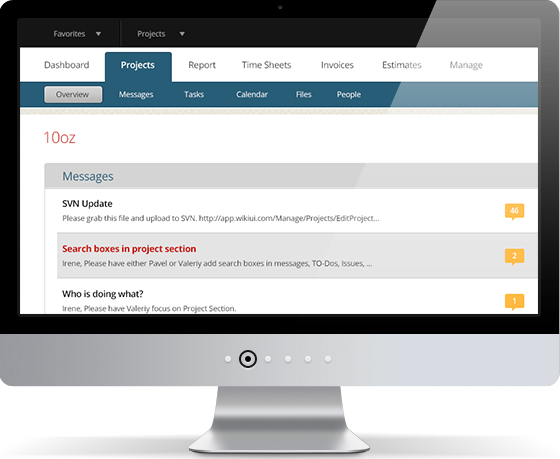 Favorites Projects
Dashboard Projects Report Time Sheets Invoices Estimates Manage
Overview Messages Tasks Calendar Files People
10oz
Messages
SVN Update
46
Please grab this file and upload to SVN. http://app.wikiui.com/Manage/Projects/EditProject...
Search boxes in project section
2
Irene, Please have either Pavel or Valeriy add search boxes in messages, TO-Dos, Issues, ...
Who is doing what?
1
Irene, Please have Valeriy focus on Project Section.